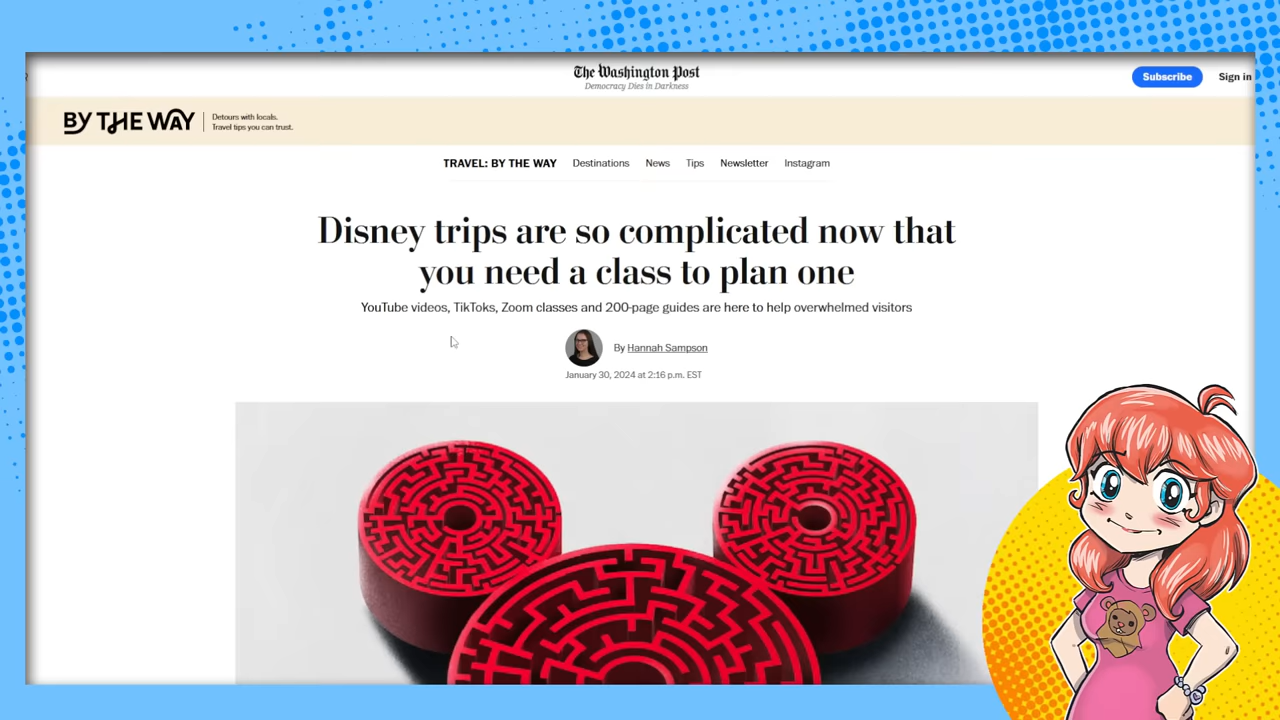 The Washington Post
Democracy Dies in Darkness
Subscribe
Sign in
BY THE WAY
Detours with locals.
Travel tips you can trust.
TRAVEL: BY THE WAY Destinations News Tips Newsletter Instagram
Disney trips are so complicated now that
you need a class to plan one
YouTube videos, TikToks, Zoom classes and 200-page guides are here to help overwhelmed visitors
By Hannah Sampson
January 30, 2024 at 2:16 p.m. EST